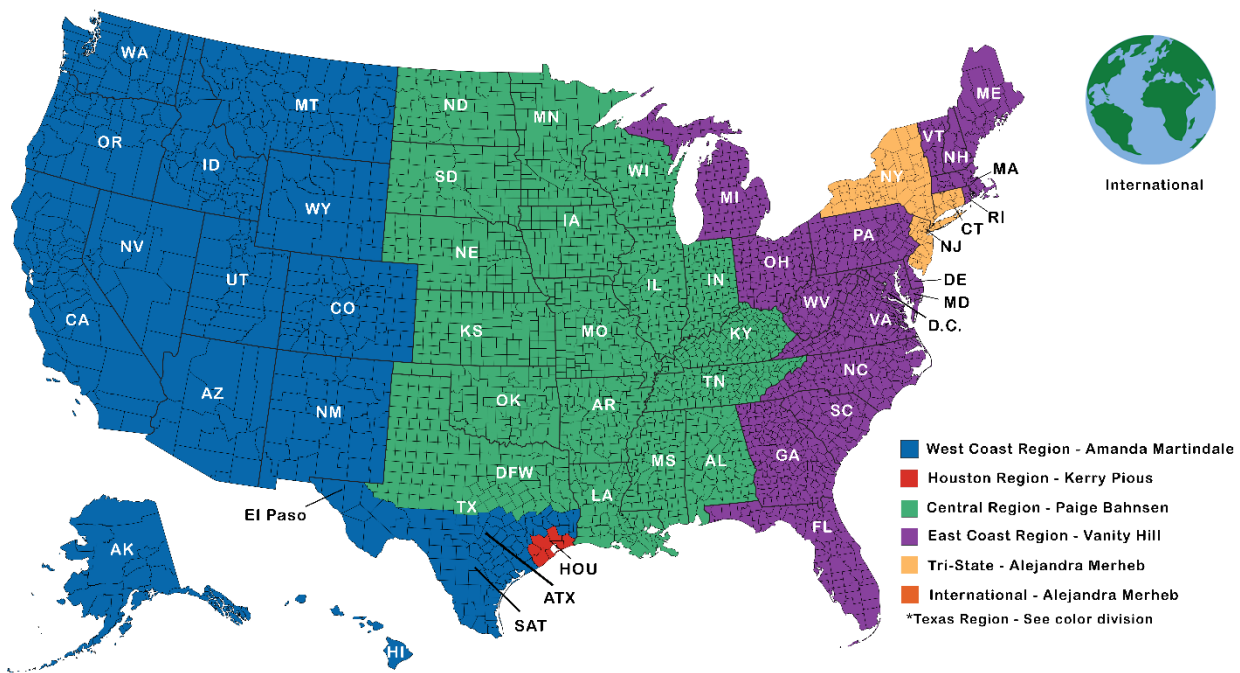 WA
MT
ND
MN
ME
OR
ID
SD
WI
VT
NH
NY
MA
International
WY
MI
RI
CT
IA
NJ
NV
NE
PA
UT
OH
DE
IL
IN
MD
CO
WV
VA
D.C.
CA
KS
MO
KY
NC
TN
AZ
NM
OK
AR
SC
West Coast Region - Amanda Martindale
DFW
MS
AL
GA
Houston Region - Kerry Pious
LA
TX
Central Region - Paige Bahnsen
El Paso
FL
East Coast Region - Vanity Hill
AK
HOU
Tri-State - Alejandra Merheb
ATX
International - Alejandra Merheb
SAT
*Texas Region - See color division
HI